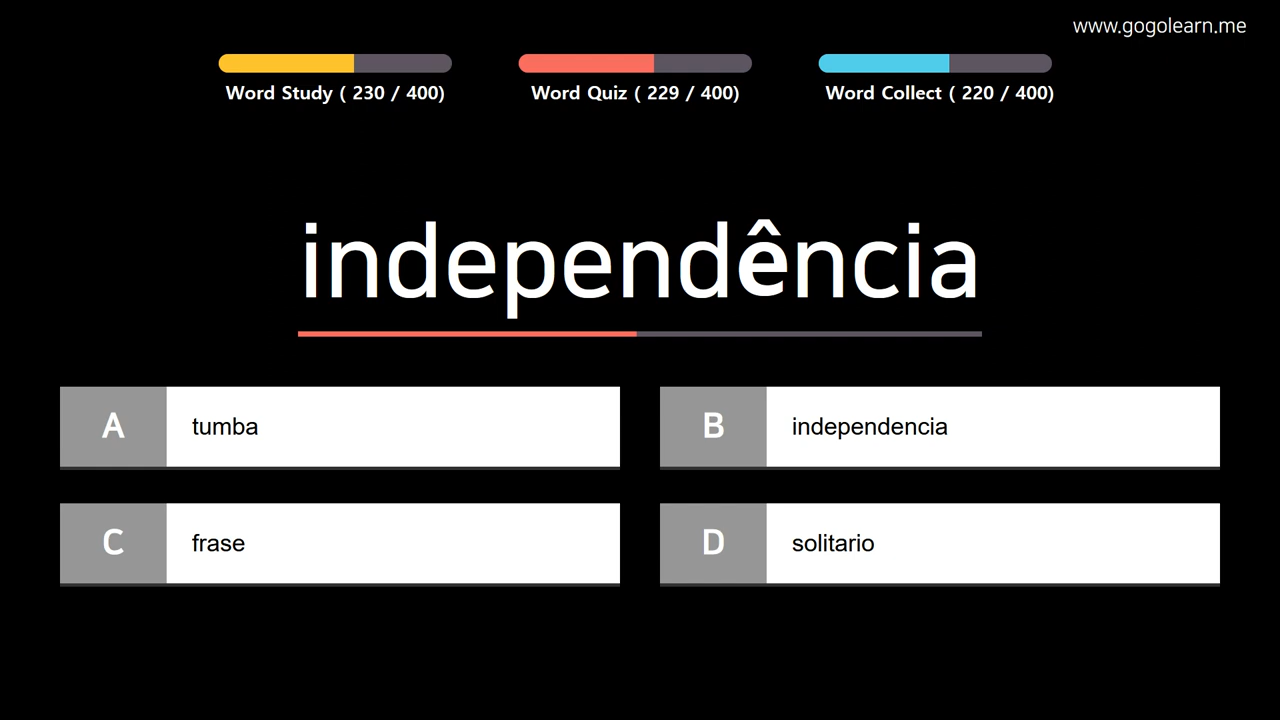 www.gogolearn.me
Word Study ( 230 / 400)
Word Quiz ( 229 / 400)
Word Collect ( 220 / 400)
independência
A tumba
B independencia
C frase
D solitario